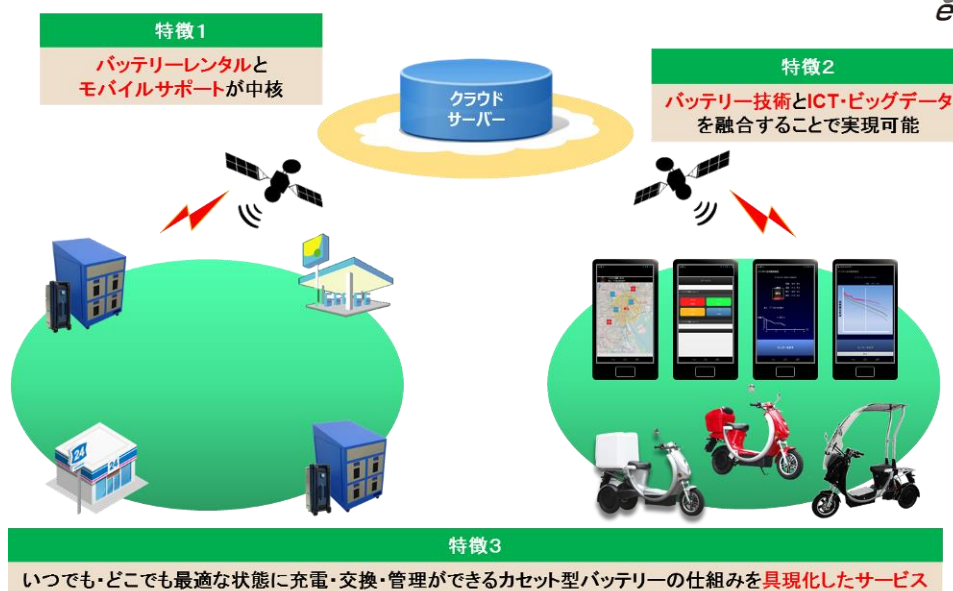 特徴1
バッテリーレンタルと
モバイルサポートが中核
クラウド
サーバー
特徴2
バッテリー技術とICT・ビッグデータ
を融合することで実現可能
24
24
特徴3
いつでも・どこでも最適な状態に充電・交換・管理ができるカセット型バッテリーの仕組みを具現化したサービス